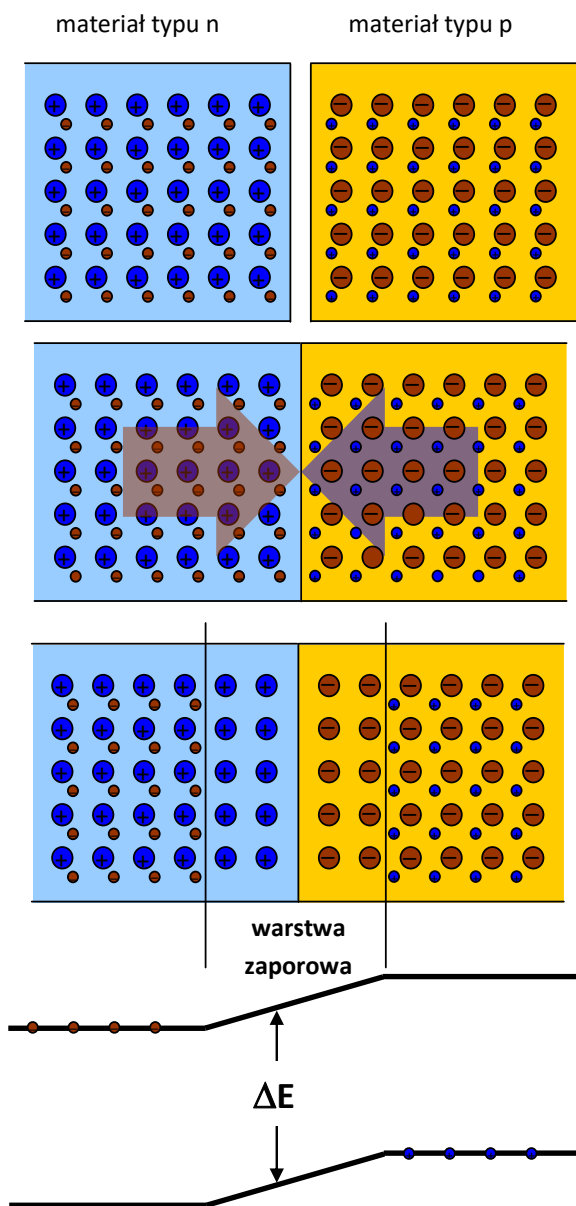 materiał typu n
materiał typu p
warstwa
zaporowa
ΔE